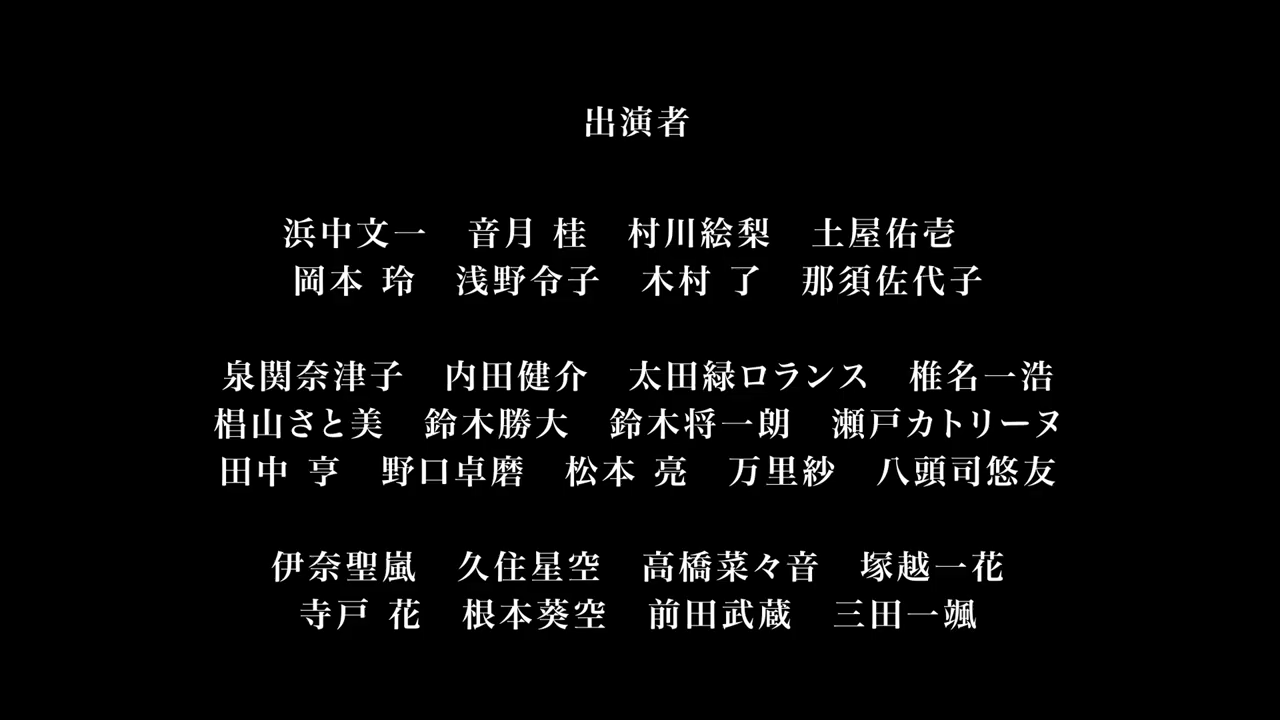 出演者
浜中文一　音月 桂　村川絵梨　土屋佑壱
岡本 玲　浅野令子　木村 了　那須佐代子
泉関奈津子　内田健介　太田緑ロランス　椎名一浩
椙山さと美　鈴木勝大　鈴木将一朗　瀬戸カトリーヌ
田中 亨　野口卓磨　松本 亮　万里紗　八頭司悠友
伊奈聖嵐　久住星空　高橋菜々音　塚越一花
寺戸 花　根本葵空　前田武蔵　三田一颯